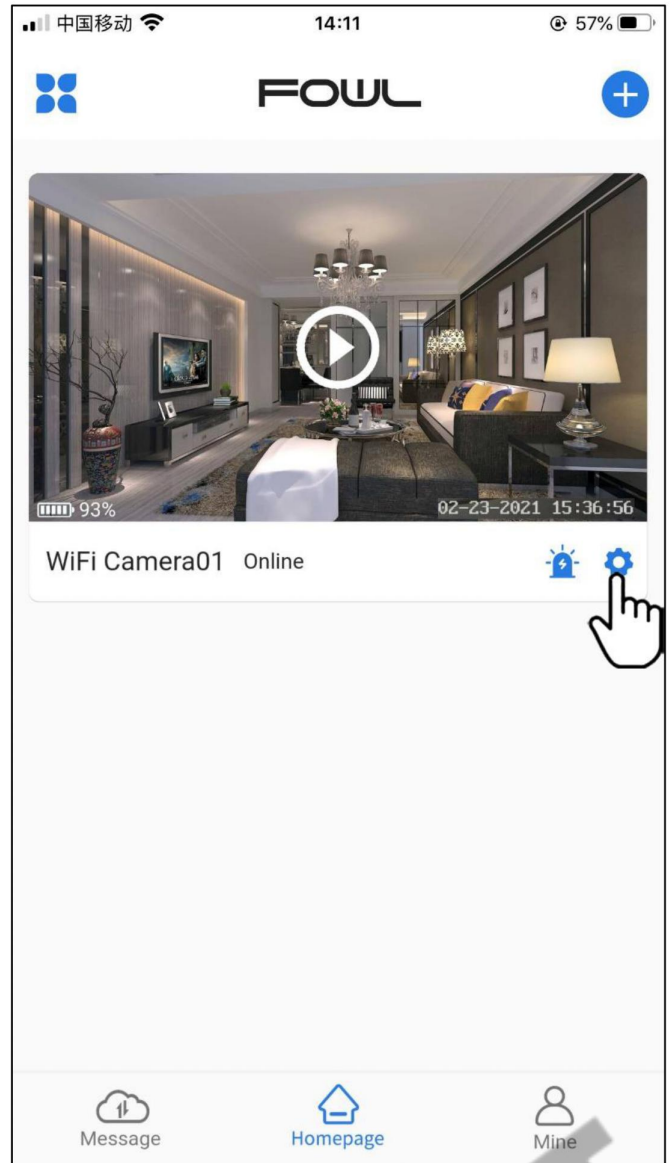 中国移动 14:11 57%
FOWL
93% 02-23-2021 15:36:56
WiFi Camera01 Online
Message Homepage Mine